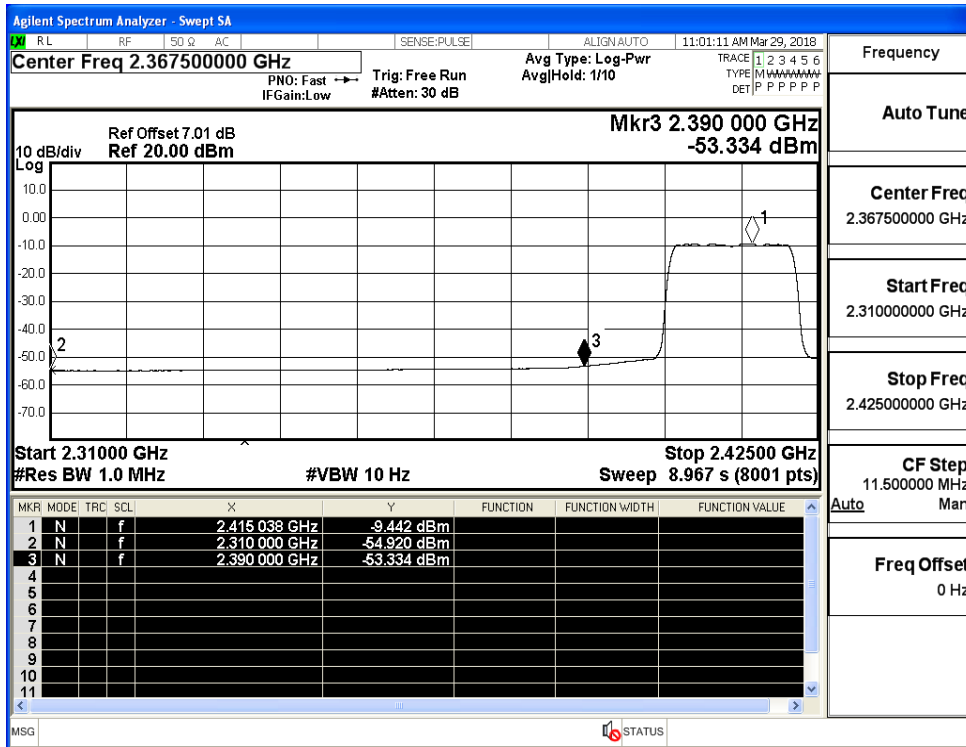 Agilent Spectrum Analyzer - Swept SA
LXI RL RF 50 Ω AC SENSE:PULSE ALIGN AUTO 11:01:11 AM Mar 29, 2018
Center Freq 2.367500000 GHz
PNO: Fast
IFGain:Low
Trig: Free Run
#Atten: 30 dB
Avg Type: Log-Pwr
Avg|Hold: 1/10
TRACE 1 2 3 4 5 6
TYPE M WWWWW
DET P P P P P P
Ref Offset 7.01 dB
10 dB/div Ref 20.00 dBm
Log
Mkr3 2.390 000 GHz
-53.334 dBm
10.0
0.00
-10.0
-20.0
-30.0
-40.0
-50.0
-60.0
-70.0
1
2
3
Start 2.31000 GHz Stop 2.42500 GHz
#Res BW 1.0 MHz #VBW 10 Hz Sweep 8.967 s (8001 pts)
MKR MODE TRC SCL X Y FUNCTION FUNCTION WIDTH FUNCTION VALUE
1 N f 2.415 038 GHz -9.442 dBm
2 N f 2.310 000 GHz -54.920 dBm
3 N f 2.390 000 GHz -53.334 dBm
4
5
6
7
8
9
10
11
MSG STATUS
Frequency
Auto Tune
Center Freq
2.367500000 GHz
Start Freq
2.310000000 GHz
Stop Freq
2.425000000 GHz
CF Step
11.500000 MHz
Auto Man
Freq Offset
0 Hz